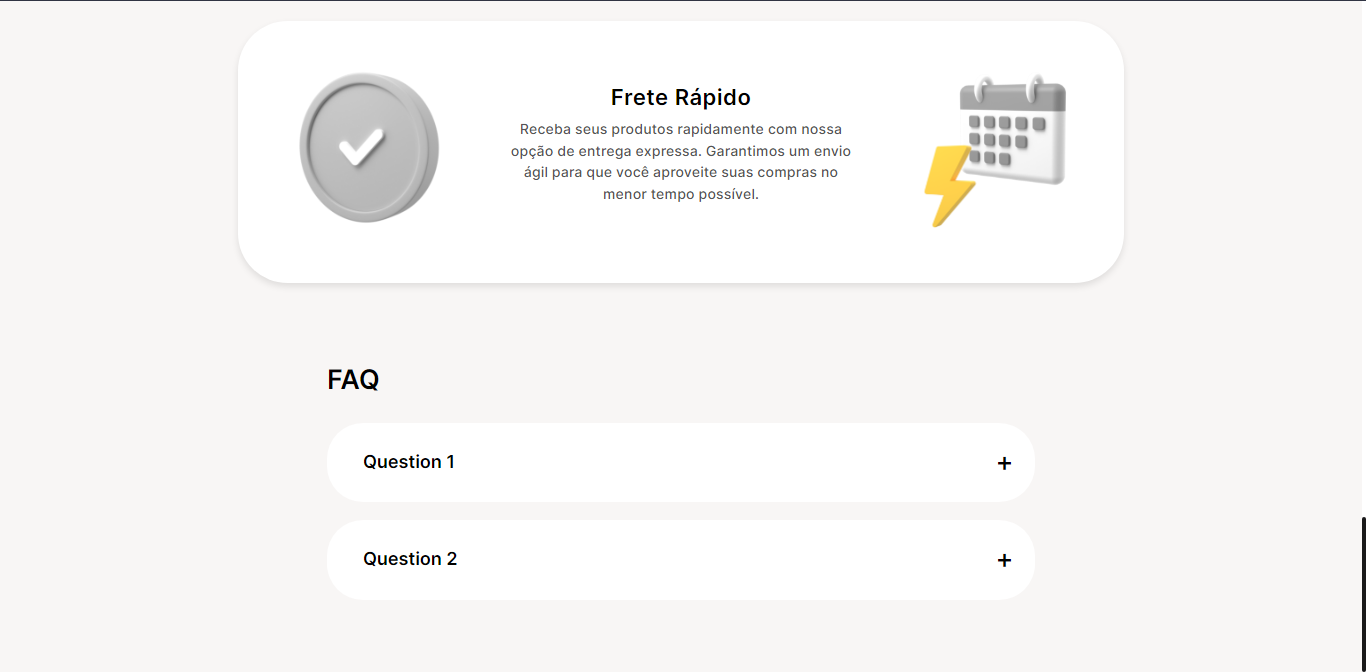 Frete Rápido
Receba seus produtos rapidamente com nossa
opção de entrega expressa. Garantimos um envio
ágil para que você aproveite suas compras no
menor tempo possível.
FAQ
Question 1 +
Question 2 +